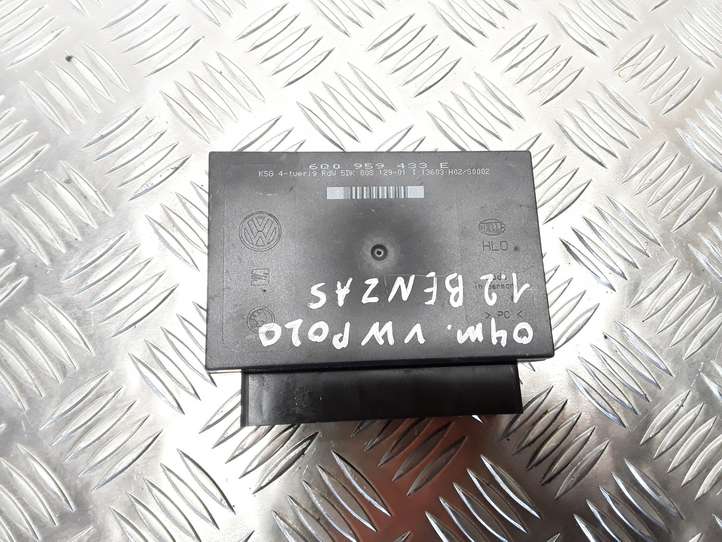 6Q0 959 433 E
KSG 4-tuerig RdW 5DK 008 129-01 T 13603 H02/S0002
HELLA
HLO
> PC <
04m. VW POLO
1.2 BENZAS